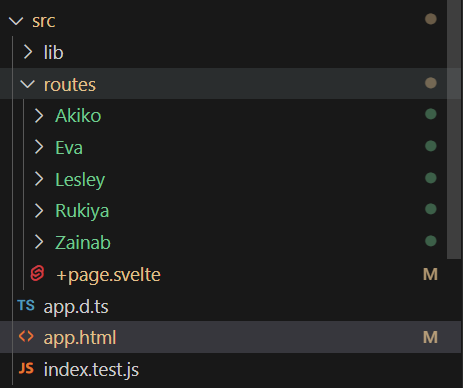 src
lib
routes
Akiko
Eva
Lesley
Rukiya
Zainab
+page.svelte M
TS app.d.ts
<> app.html M
JS index.test.js